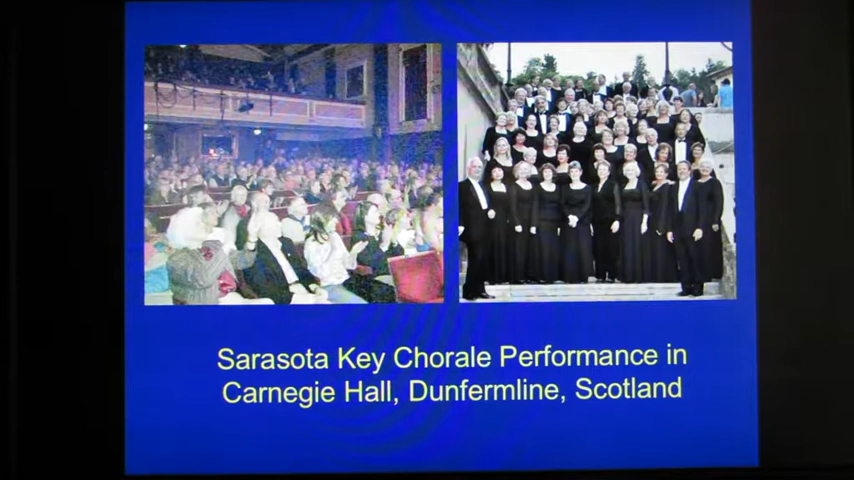 Sarasota Key Chorale Performance in
Carnegie Hall, Dunfermline, Scotland